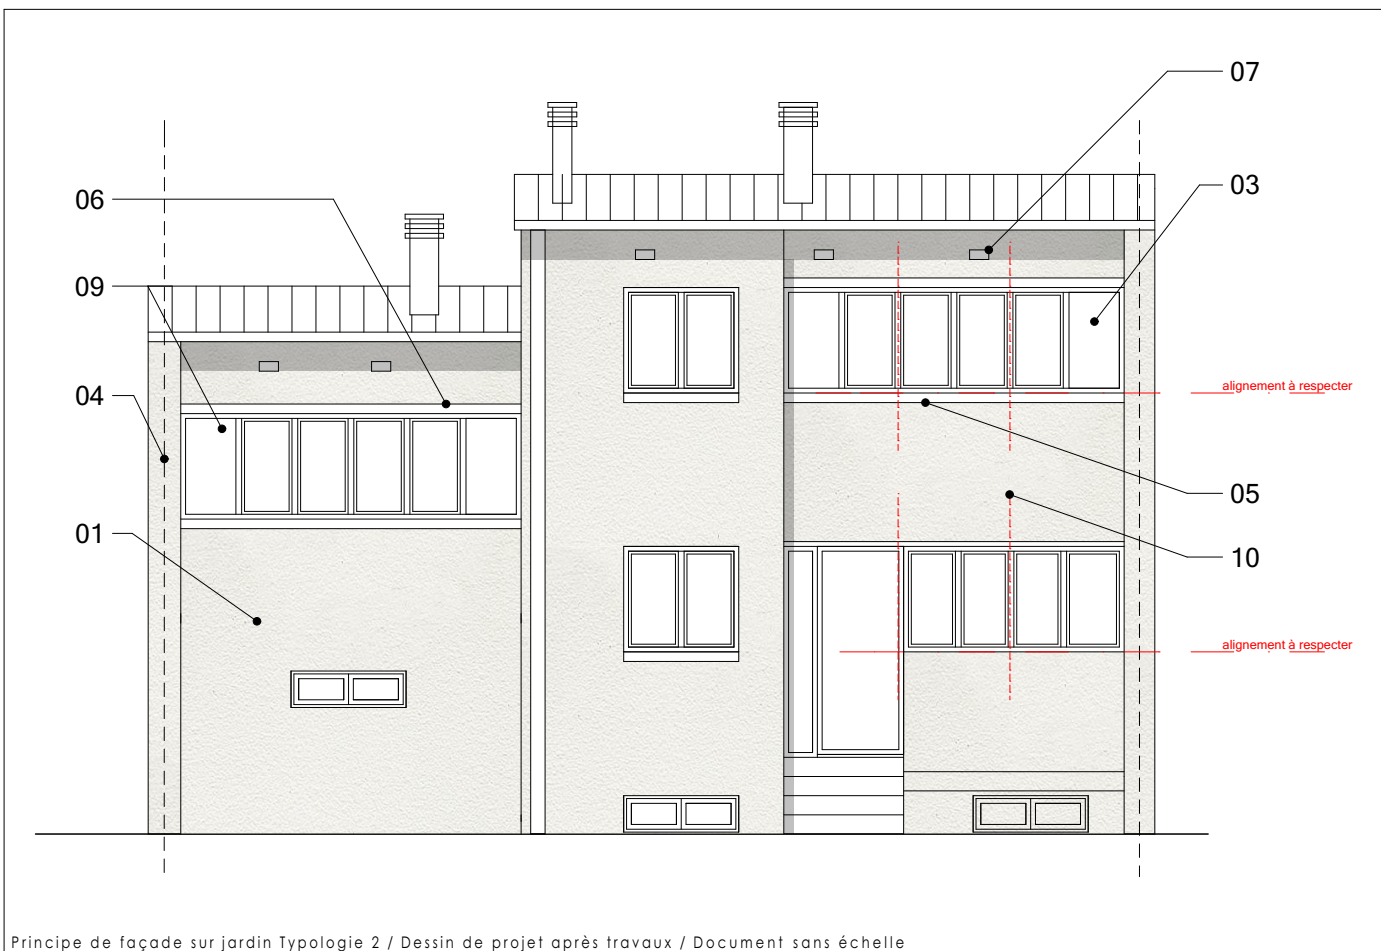 07
03
06
09
alignement à respecter
04
05
01
10
alignement à respecter
Principe de façade sur jardin Typologie 2 / Dessin de projet après travaux / Document sans échelle